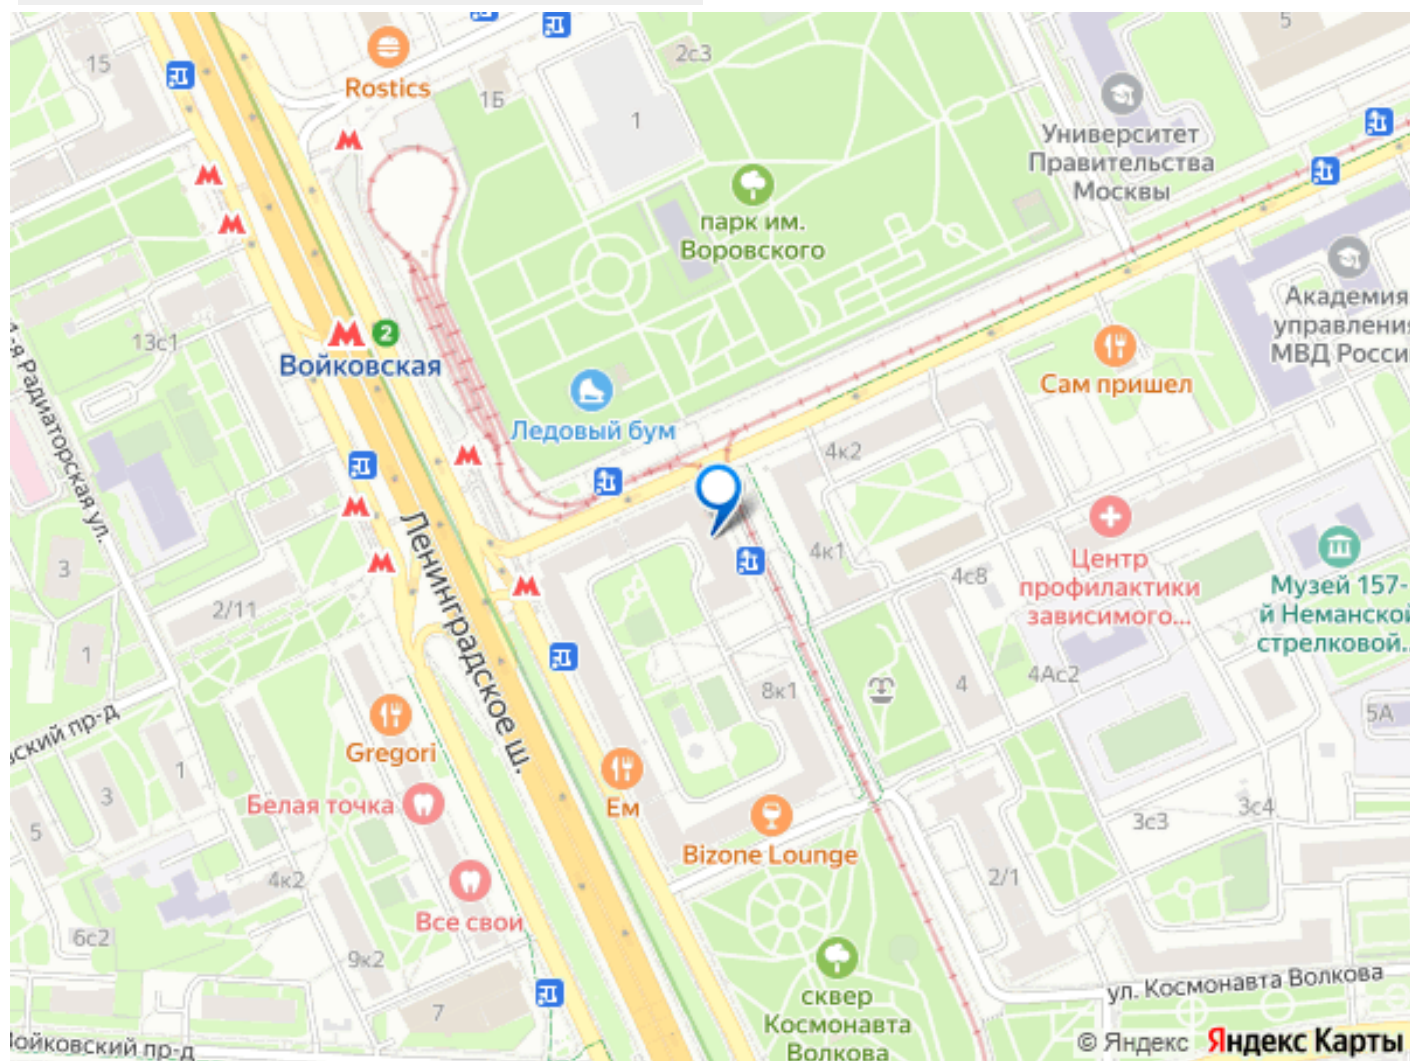 5
15
Rostics
2с3
1Б
1
Университет
Правительства
Москвы
парк им.
Воровского
Академия
управления
МВД Росси
13с1
2
Войковская
1-я Радиаторская ул.
Сам пришел
Ледовый бум
4к2
4к1
4с8
Центр
профилактики
зависимого...
Музей 157-
й Неманской
стрелковой...
3
2/11
Ленинградское ш.
1
8к1
4
4Ас2
5А
вский пр-д
Gregori
1
3
Белая точка
Ем
5
Bizone Lounge
3с3
3с4
4к2
2/1
Все свои
6с2
9к2
7
сквер
Космонавта
Волкова
ул. Космонавта Волкова
Войковский пр-д
© Яндекс Яндекс Карты